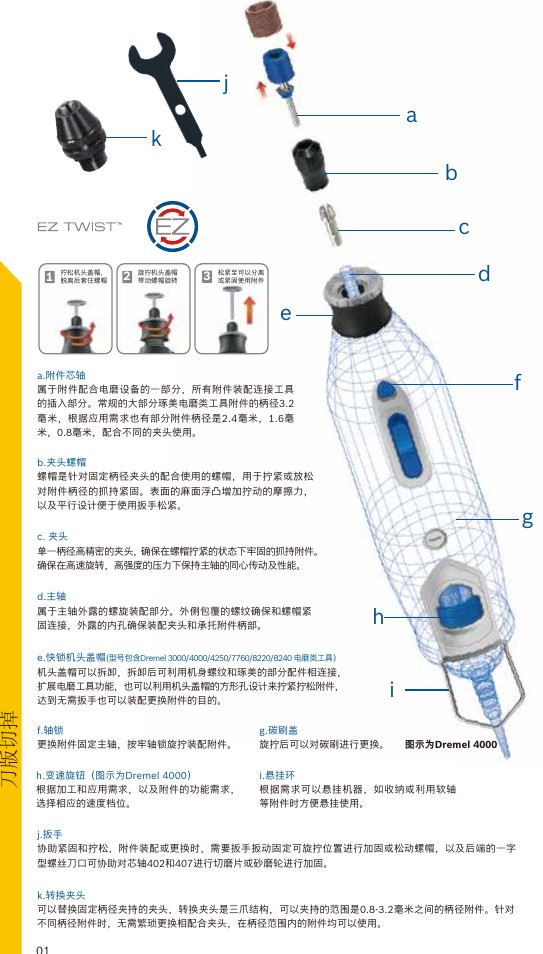 j
k
a
b
c
d
e
f
g
h
i
EZ TWIST™
EZ
1 拧松机头盖帽,
脱离后套住螺帽
2 旋拧机头盖帽
带动螺帽旋转
3 松紧至可以分离
或紧固使用附件
a.附件芯轴
属于附件配合电磨设备的一部分，所有附件装配连接工具
的插入部分。常规的大部分琢美电磨类工具附件的柄径3.2
毫米，根据应用需求也有部分附件柄径是2.4毫米，1.6毫
米，0.8毫米，配合不同的夹头使用。
b.夹头螺帽
螺帽是针对固定柄径夹头的配合使用的螺帽，用于拧紧或放松
对附件柄径的抓持紧固。表面的麻面浮凸增加拧动的摩擦力，
以及平行设计便于使用扳手松紧。
c. 夹头
单一柄径高精密的夹头, 确保在螺帽拧紧的状态下牢固的抓持附件。
确保在高速旋转，高强度的压力下保持主轴的同心传动及性能。
d.主轴
属于主轴外露的螺旋装配部分。外侧包覆的螺纹确保和螺帽紧
固连接，外露的内孔确保装配夹头和承托附件柄部。
e.快锁机头盖帽(型号包含Dremel 3000/4000/4250/7760/8220/8240 电磨类工具)
机头盖帽可以拆卸，拆卸后可利用机身螺纹和琢美的部分配件相连接，
扩展电磨工具功能，也可以利用机头盖帽的方形孔设计来拧紧拧松附件，
达到无需扳手也可以装配更换附件的目的。
f.轴锁
更换附件固定主轴，按牢轴锁旋拧装配附件。
g.碳刷盖
旋拧后可以对碳刷进行更换。
图示为Dremel 4000
h.变速旋钮（图示为Dremel 4000）
根据加工和应用需求，以及附件的功能需求，
选择相应的速度档位。
i.悬挂环
根据需求可以悬挂机器，如收纳或利用软轴
等附件时方便悬挂使用。
j.扳手
协助紧固和拧松，附件装配或更换时，需要扳手扳动固定可旋拧位置进行加固或松动螺帽，以及后端的一字
型螺丝刀口可协助对芯轴402和407进行切磨片或砂磨轮进行加固。
k.转换夹头
可以替换固定柄径夹持的夹头，转换夹头是三爪结构，可以夹持的范围是0.8-3.2毫米之间的柄径附件。针对
不同柄径附件时，无需繁琐更换相配合夹头，在柄径范围内的附件均可以使用。
刀版切掉
01